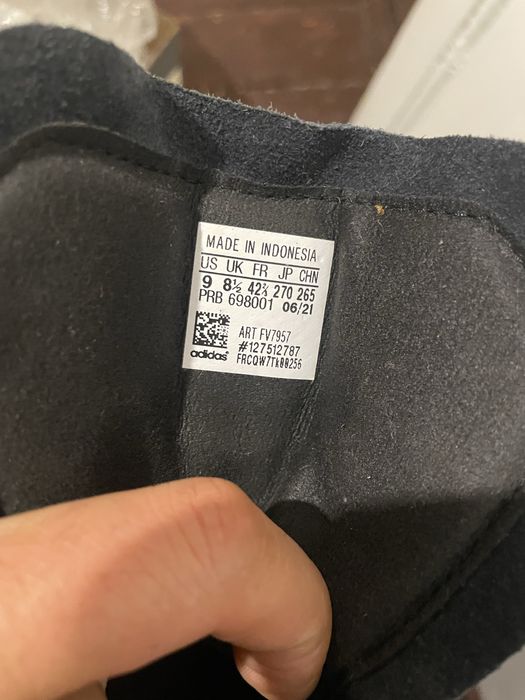 MADE IN INDONESIA
US UK FR JP CHN
9 8½ 42⅔ 270 265
PRB 698001 06/21
ART FV7957
#127512787
adidas®